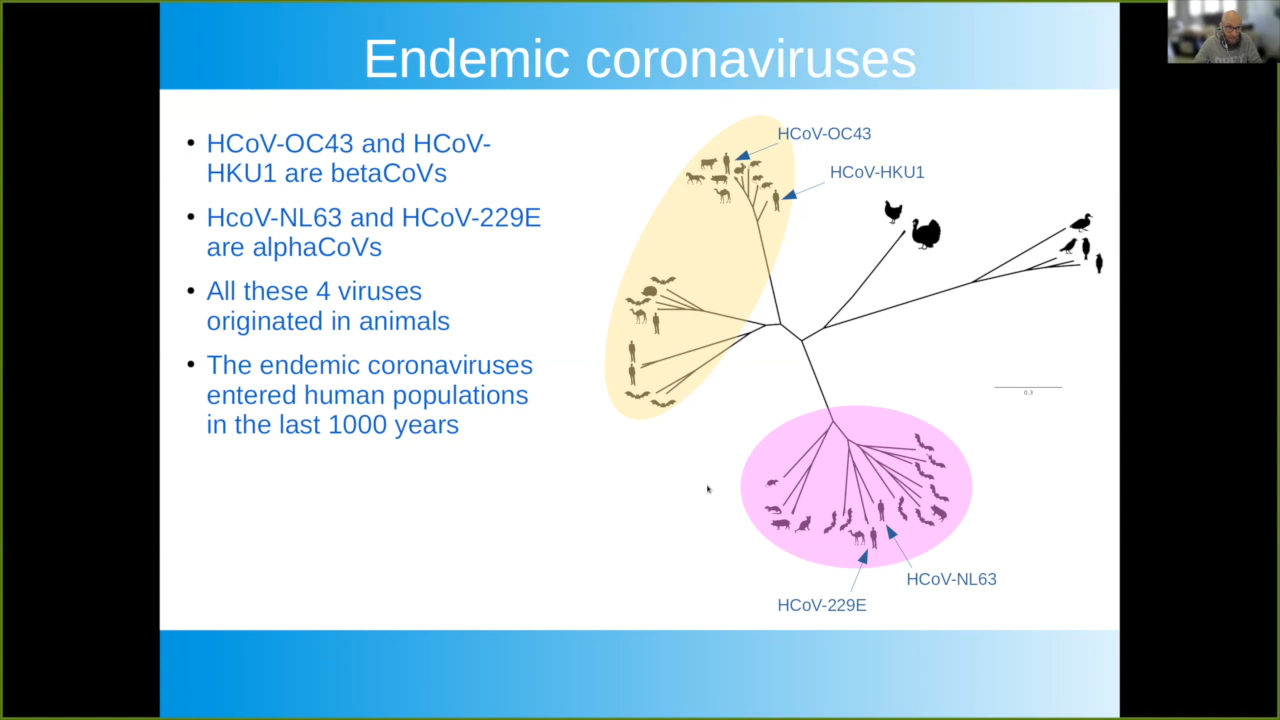 Endemic coronaviruses
HCoV-OC43 and HCoV-
HKU1 are betaCoVs
HcoV-NL63 and HCoV-229E
are alphaCoVs
All these 4 viruses
originated in animals
The endemic coronaviruses
entered human populations
in the last 1000 years
HCoV-OC43
HCoV-HKU1
0.3
HCoV-NL63
HCoV-229E